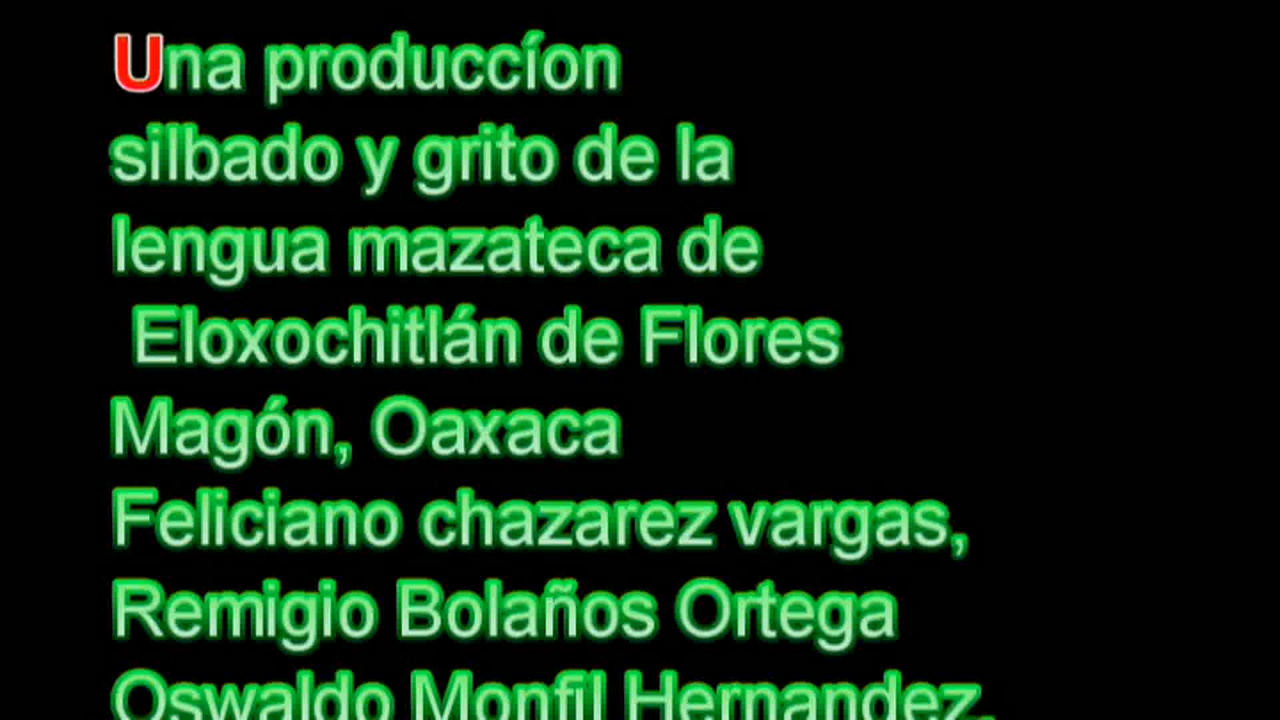 Una produccíon
silbado y grito de la
lengua mazateca de
Eloxochitlán de Flores
Magón, Oaxaca
Feliciano chazarez vargas,
Remigio Bolaños Ortega
Oswaldo Monfil Hernandez,